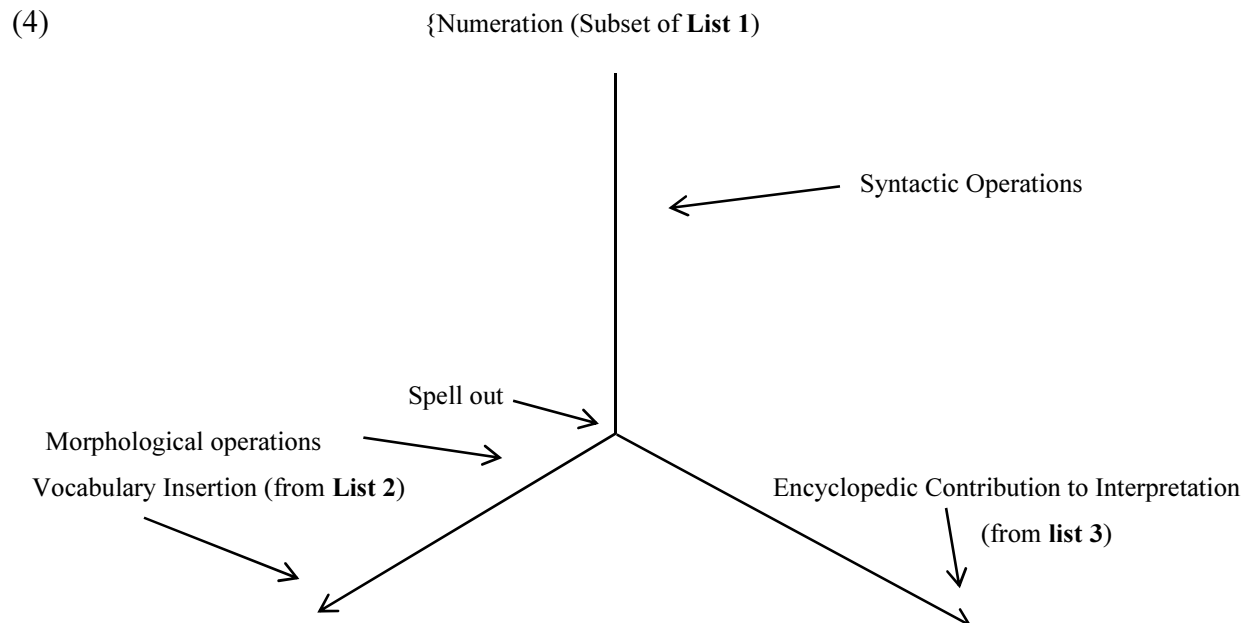 (4) {Numeration (Subset of List 1)
Syntactic Operations
Spell out
Morphological operations
Vocabulary Insertion (from List 2)
Encyclopedic Contribution to Interpretation
(from list 3)